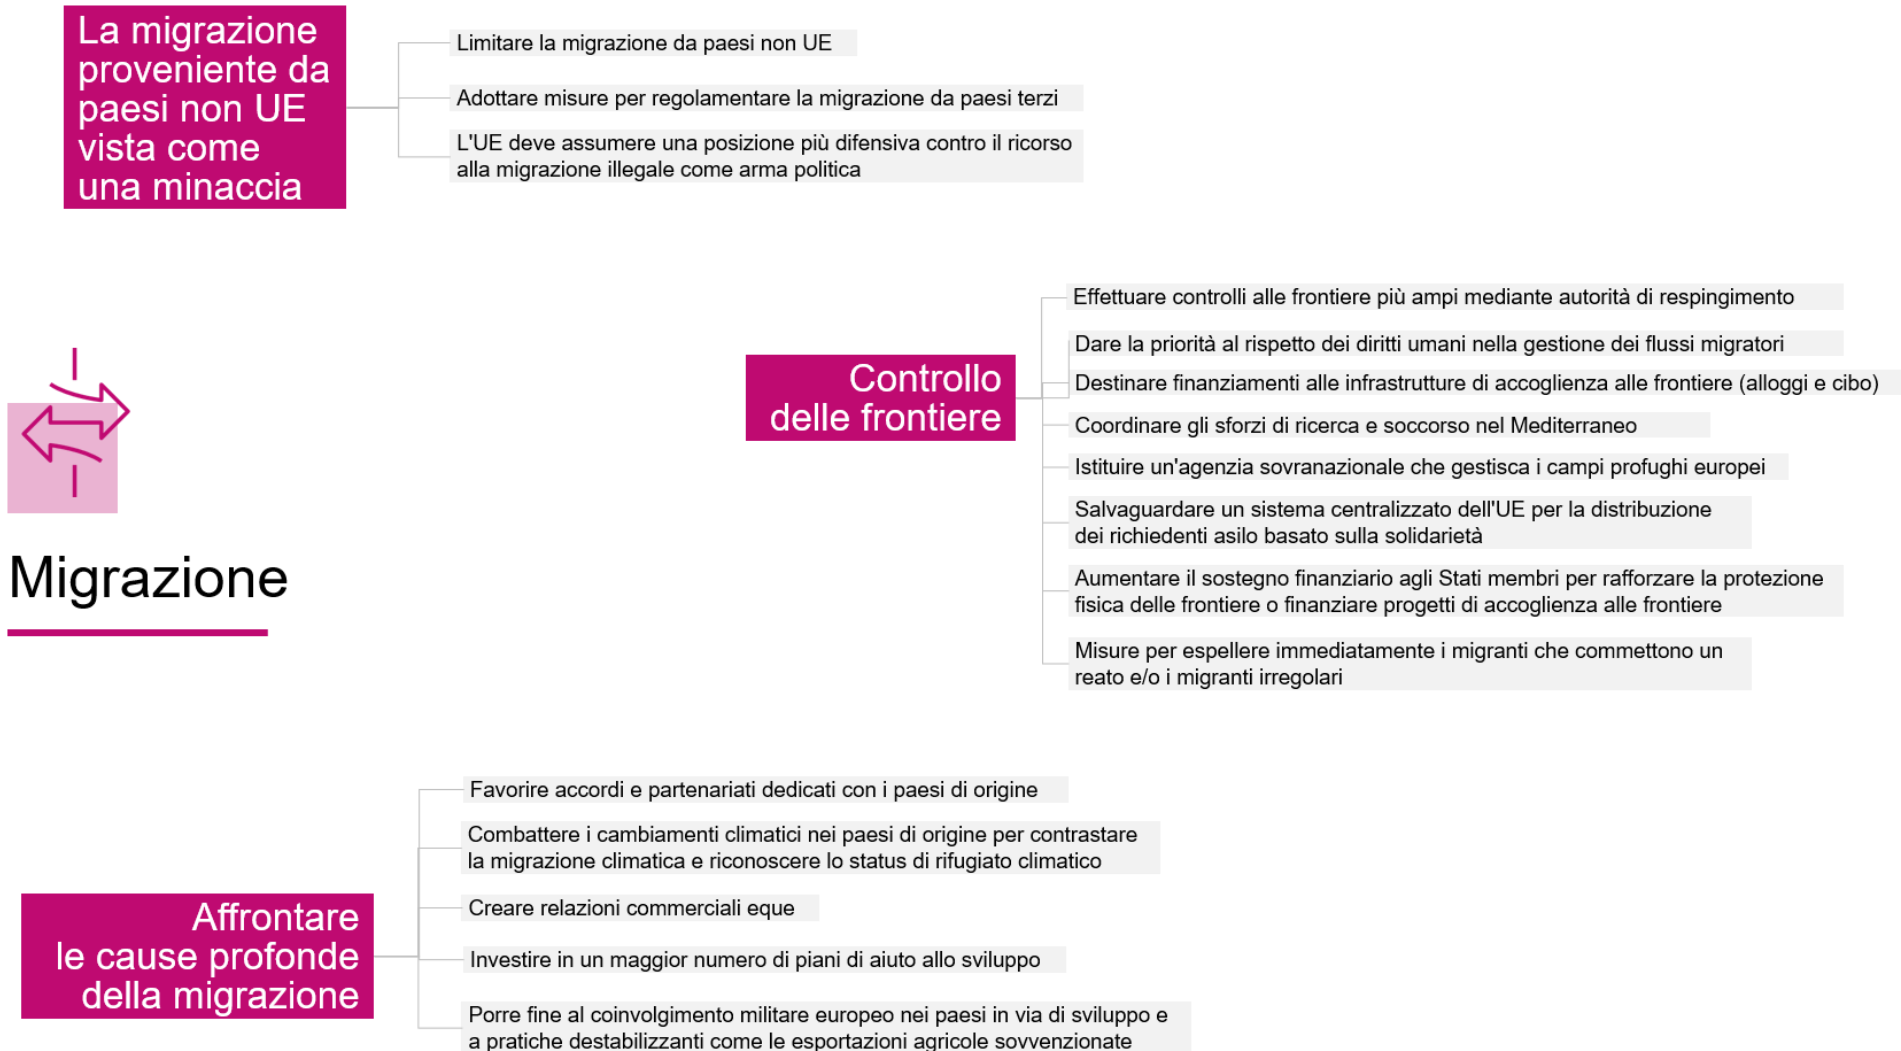 La migrazione
proveniente da
paesi non UE
vista come
una minaccia
Limitare la migrazione da paesi non UE
Adottare misure per regolamentare la migrazione da paesi terzi
L'UE deve assumere una posizione più difensiva contro il ricorso
alla migrazione illegale come arma politica
Migrazione
Controllo
delle frontiere
Effettuare controlli alle frontiere più ampi mediante autorità di respingimento
Dare la priorità al rispetto dei diritti umani nella gestione dei flussi migratori
Destinare finanziamenti alle infrastrutture di accoglienza alle frontiere (alloggi e cibo)
Coordinare gli sforzi di ricerca e soccorso nel Mediterraneo
Istituire un'agenzia sovranazionale che gestisca i campi profughi europei
Salvaguardare un sistema centralizzato dell'UE per la distribuzione
dei richiedenti asilo basato sulla solidarietà
Aumentare il sostegno finanziario agli Stati membri per rafforzare la protezione
fisica delle frontiere o finanziare progetti di accoglienza alle frontiere
Misure per espellere immediatamente i migranti che commettono un
reato e/o i migranti irregolari
Affrontare
le cause profonde
della migrazione
Favorire accordi e partenariati dedicati con i paesi di origine
Combattere i cambiamenti climatici nei paesi di origine per contrastare
la migrazione climatica e riconoscere lo status di rifugiato climatico
Creare relazioni commerciali eque
Investire in un maggior numero di piani di aiuto allo sviluppo
Porre fine al coinvolgimento militare europeo nei paesi in via di sviluppo e
a pratiche destabilizzanti come le esportazioni agricole sovvenzionate